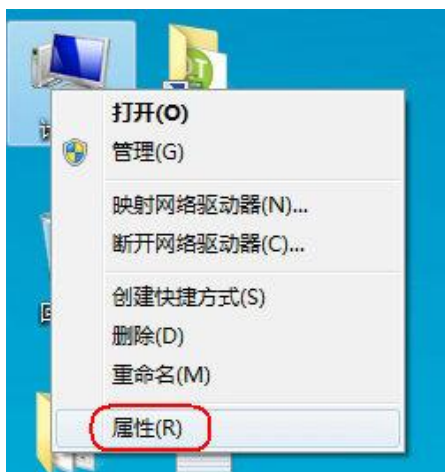 打开(O)
管理(G)
映射网络驱动器(N)...
断开网络驱动器(C)...
创建快捷方式(S)
删除(D)
重命名(M)
属性(R)